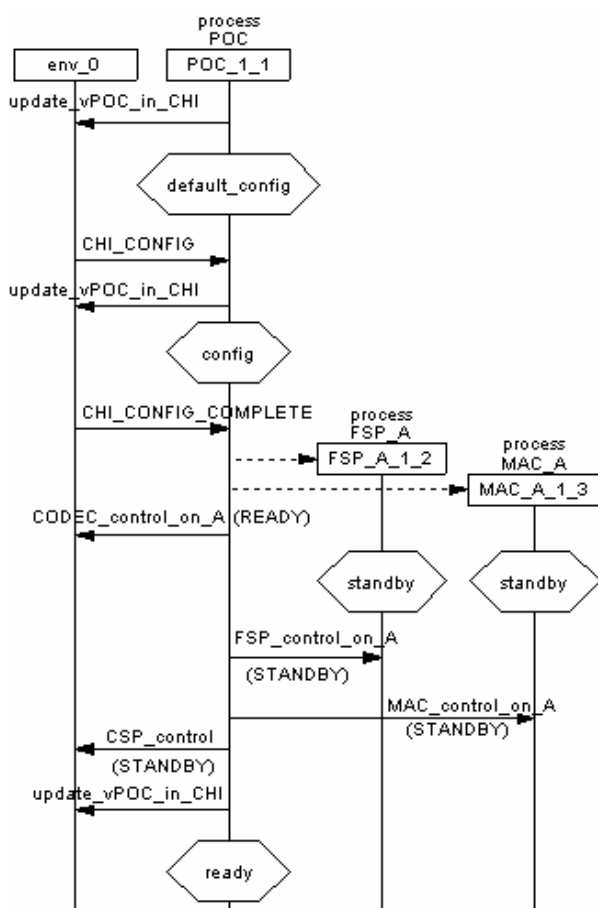 process
POC
env_0
POC_1_1
update_vPOC_in_CHI
default_config
CHI_CONFIG
update_vPOC_in_CHI
config
CHI_CONFIG_COMPLETE
process
FSP_A
process
MAC_A
FSP_A_1_2
MAC_A_1_3
CODEC_control_on_A (READY)
standby
standby
FSP_control_on_A
(STANDBY)
MAC_control_on_A
(STANDBY)
CSP_control
(STANDBY)
update_vPOC_in_CHI
ready